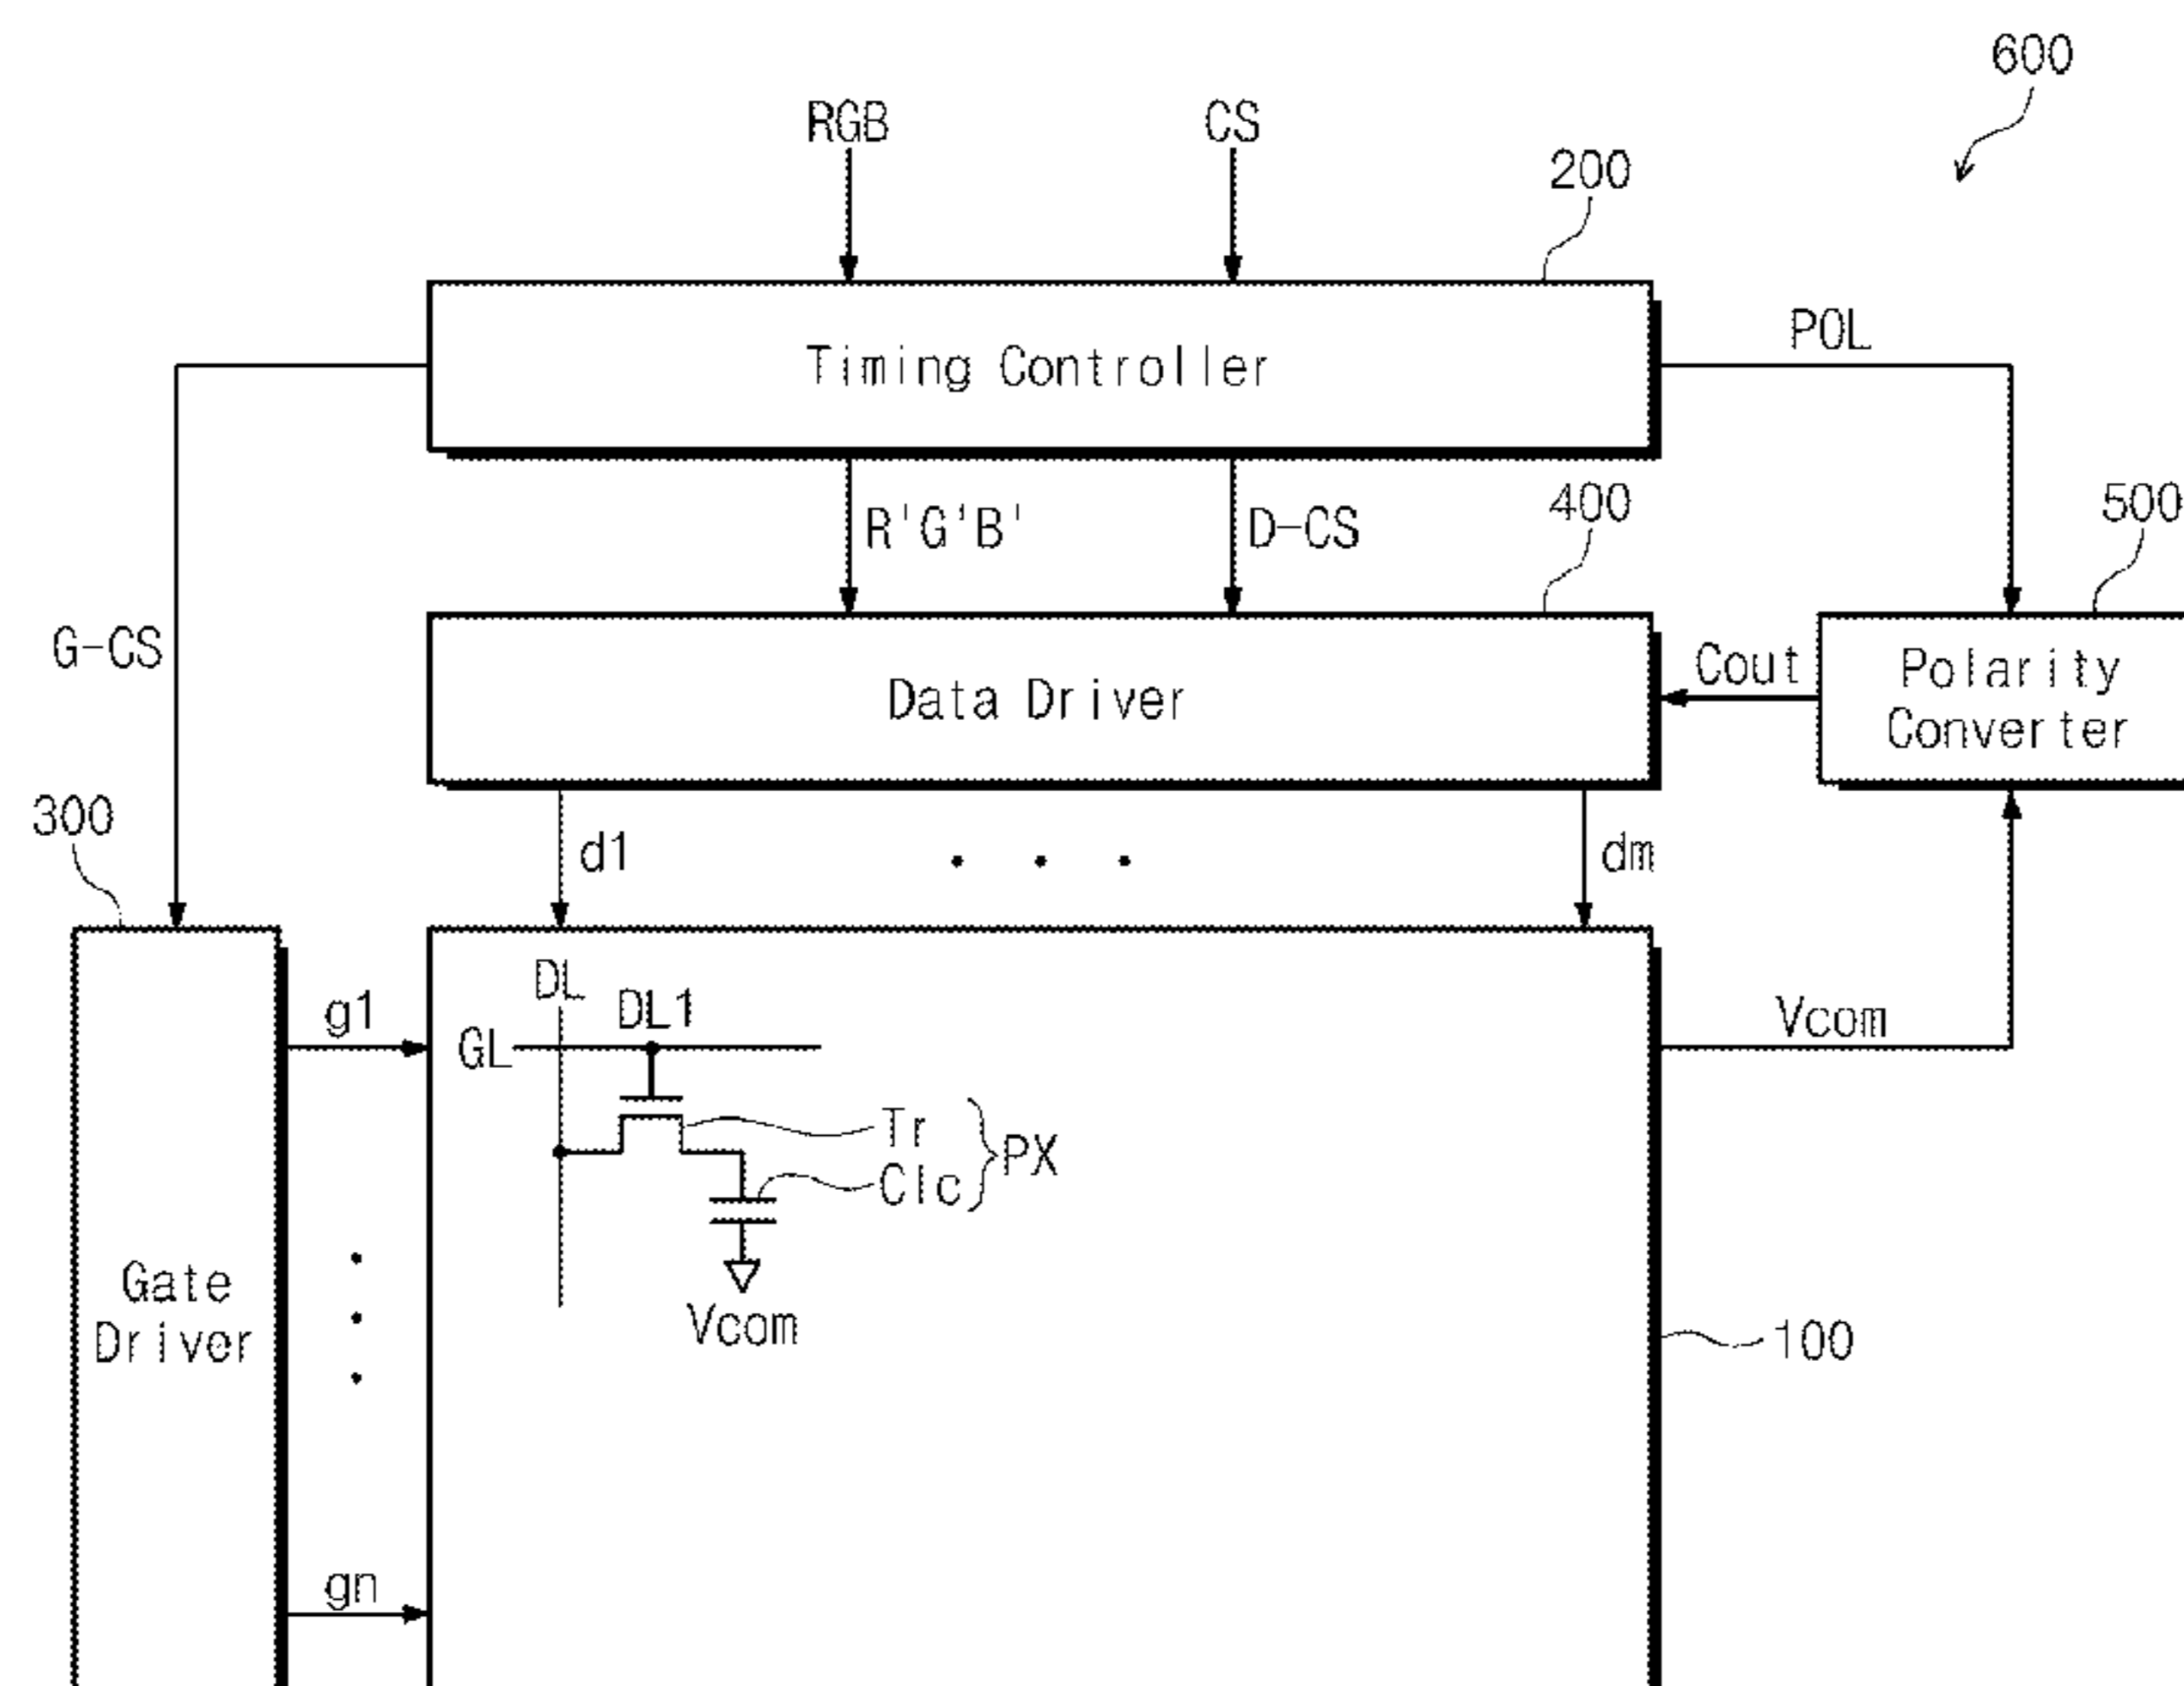 600
RGB
CS
200
Timing Controller
POL
R'G'B'
D-CS
400
500
G-CS
Data Driver
Cout
Polarity
Converter
300
d1
dm
DL
DL1
g1
GL
Vcom
Tr
Clc
PX
Vcom
Gate
Driver
100
gn